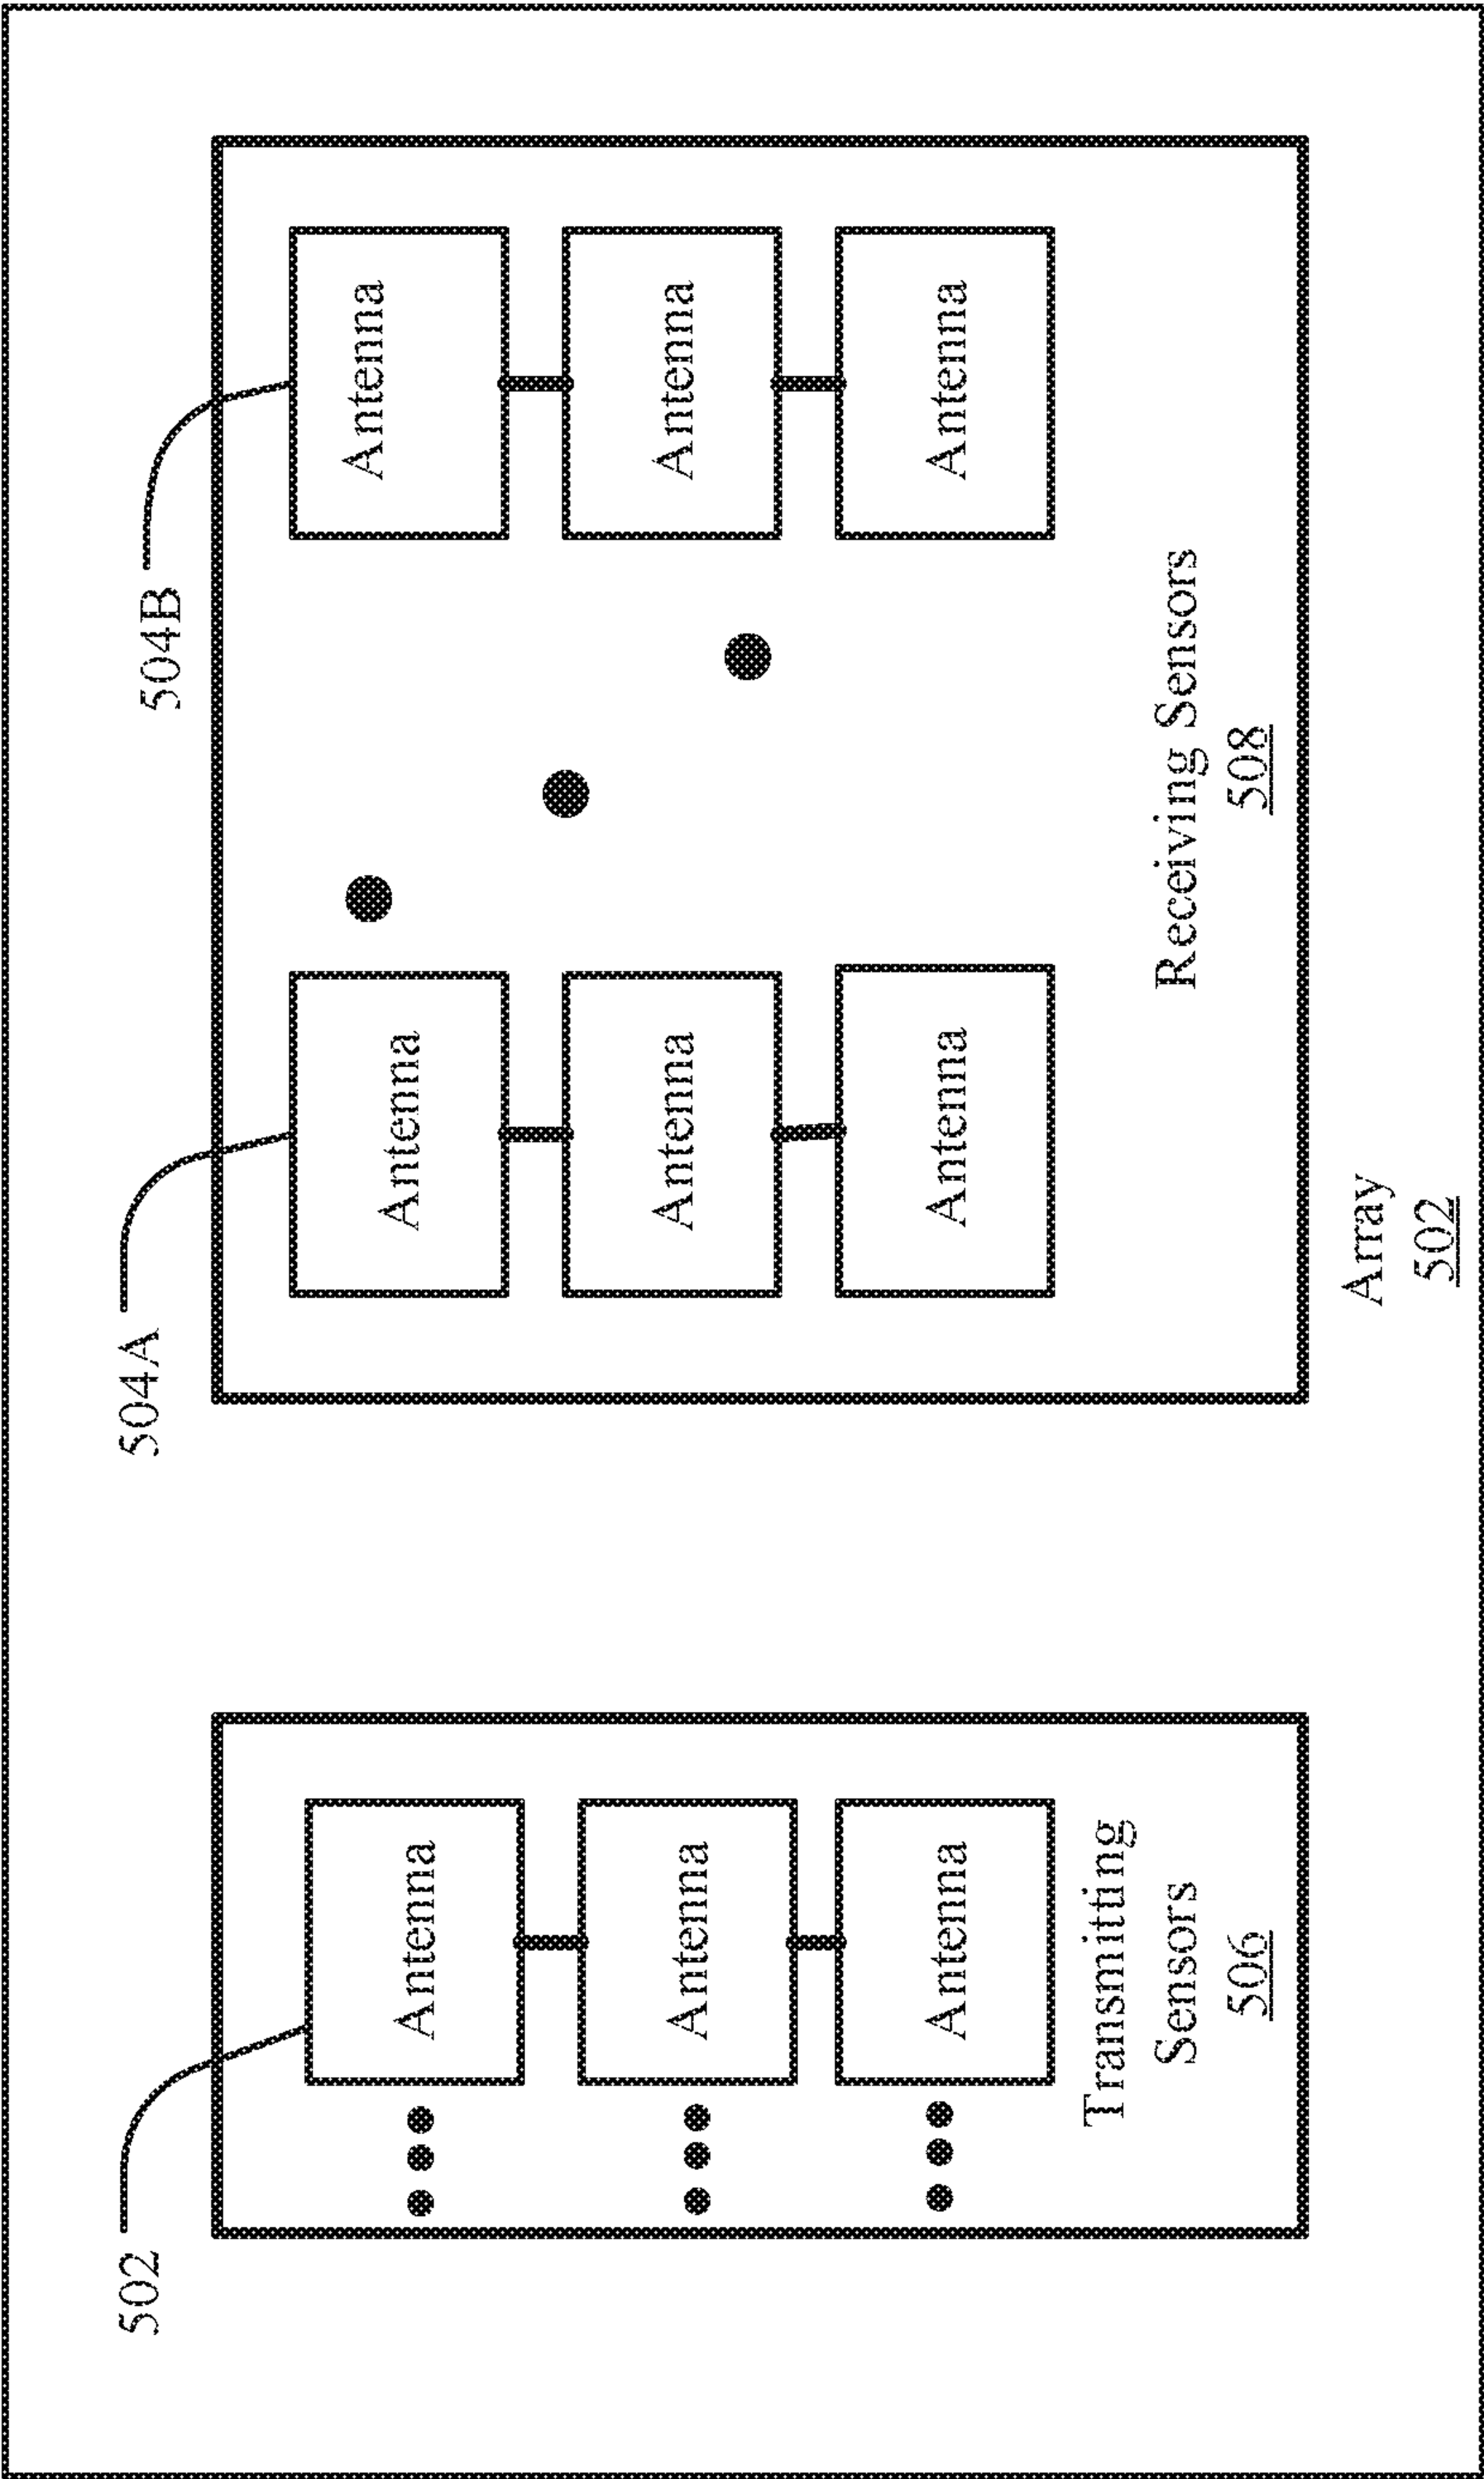 502
504A
504B
Antenna
Antenna
Antenna
Antenna
Antenna
Antenna
Antenna
Antenna
Antenna
Transmitting
Sensors
506
Receiving Sensors
508
Array
502